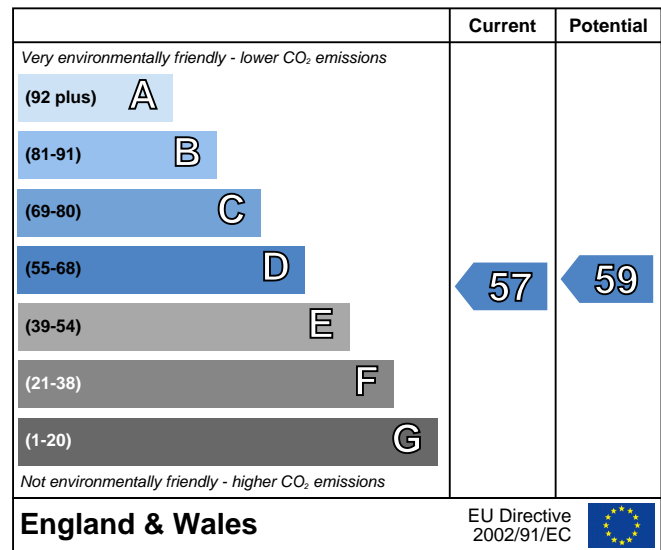 Current Potential
Very environmentally friendly - lower CO₂ emissions
(92 plus) A
(81-91) B
(69-80) C
(55-68) D
57 59
(39-54) E
(21-38) F
(1-20) G
Not environmentally friendly - higher CO₂ emissions
England & Wales
EU Directive
2002/91/EC